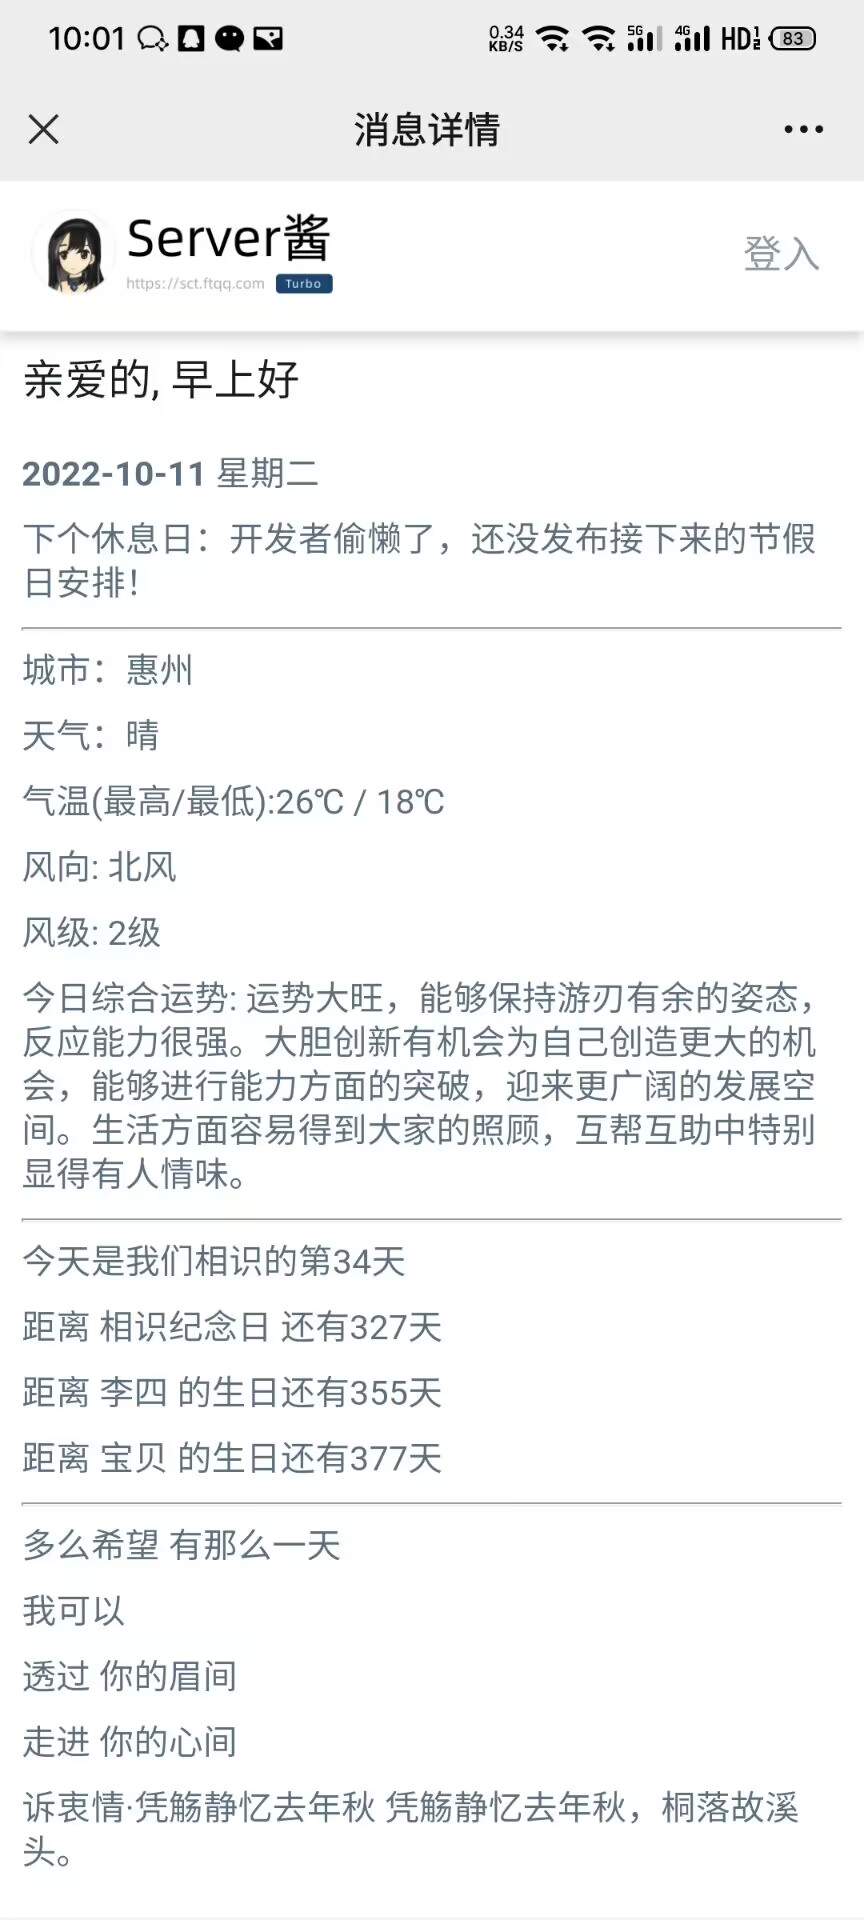 10:01 0.34 KB/S 5G 4G HD 1 2 83
消息详情
Server酱
https://sct.ftqq.com Turbo
登入
亲爱的, 早上好
2022-10-11 星期二
下个休息日：开发者偷懒了，还没发布接下来的节假
日安排！
城市：惠州
天气：晴
气温(最高/最低):26℃ / 18℃
风向: 北风
风级: 2级
今日综合运势: 运势大旺，能够保持游刃有余的姿态，
反应能力很强。大胆创新有机会为自己创造更大的机
会，能够进行能力方面的突破，迎来更广阔的发展空
间。生活方面容易得到大家的照顾，互帮互助中特别
显得有人情味。
今天是我们相识的第34天
距离 相识纪念日 还有327天
距离 李四 的生日还有355天
距离 宝贝 的生日还有377天
多么希望 有那么一天
我可以
透过 你的眉间
走进 你的心间
诉衷情·凭觞静忆去年秋 凭觞静忆去年秋，桐落故溪
头。